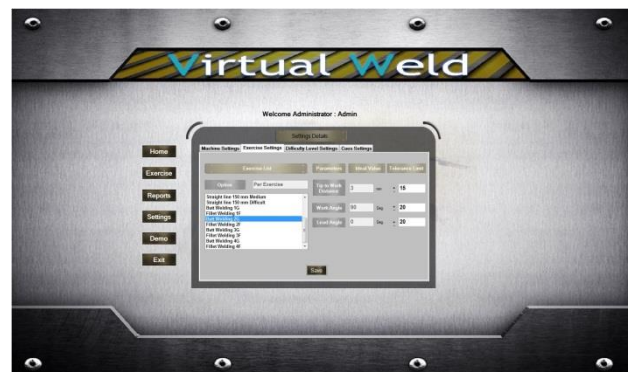 Virtual Weld
Welcome Administrator : Admin
Settings Details
Machine Settings Exercise Settings Difficulty Level Settings Cues Settings
Home
Exercise
Reports
Settings
Demo
Exit
Exercise List
Option Per Exercise
Straight line 150 mm Medium
Straight line 150 mm Difficult
Butt Welding 1G
Fillet Welding 1F
Butt Welding 2G
Fillet Welding 2F
Butt Welding 3G
Fillet Welding 3F
Butt Welding 4G
Fillet Welding 4F
Parameters Ideal Value Tolerance Limit
Tip to Work Distance 3 15
Work Angle 90 Deg 20
Lead Angle 0 Deg 20
Save